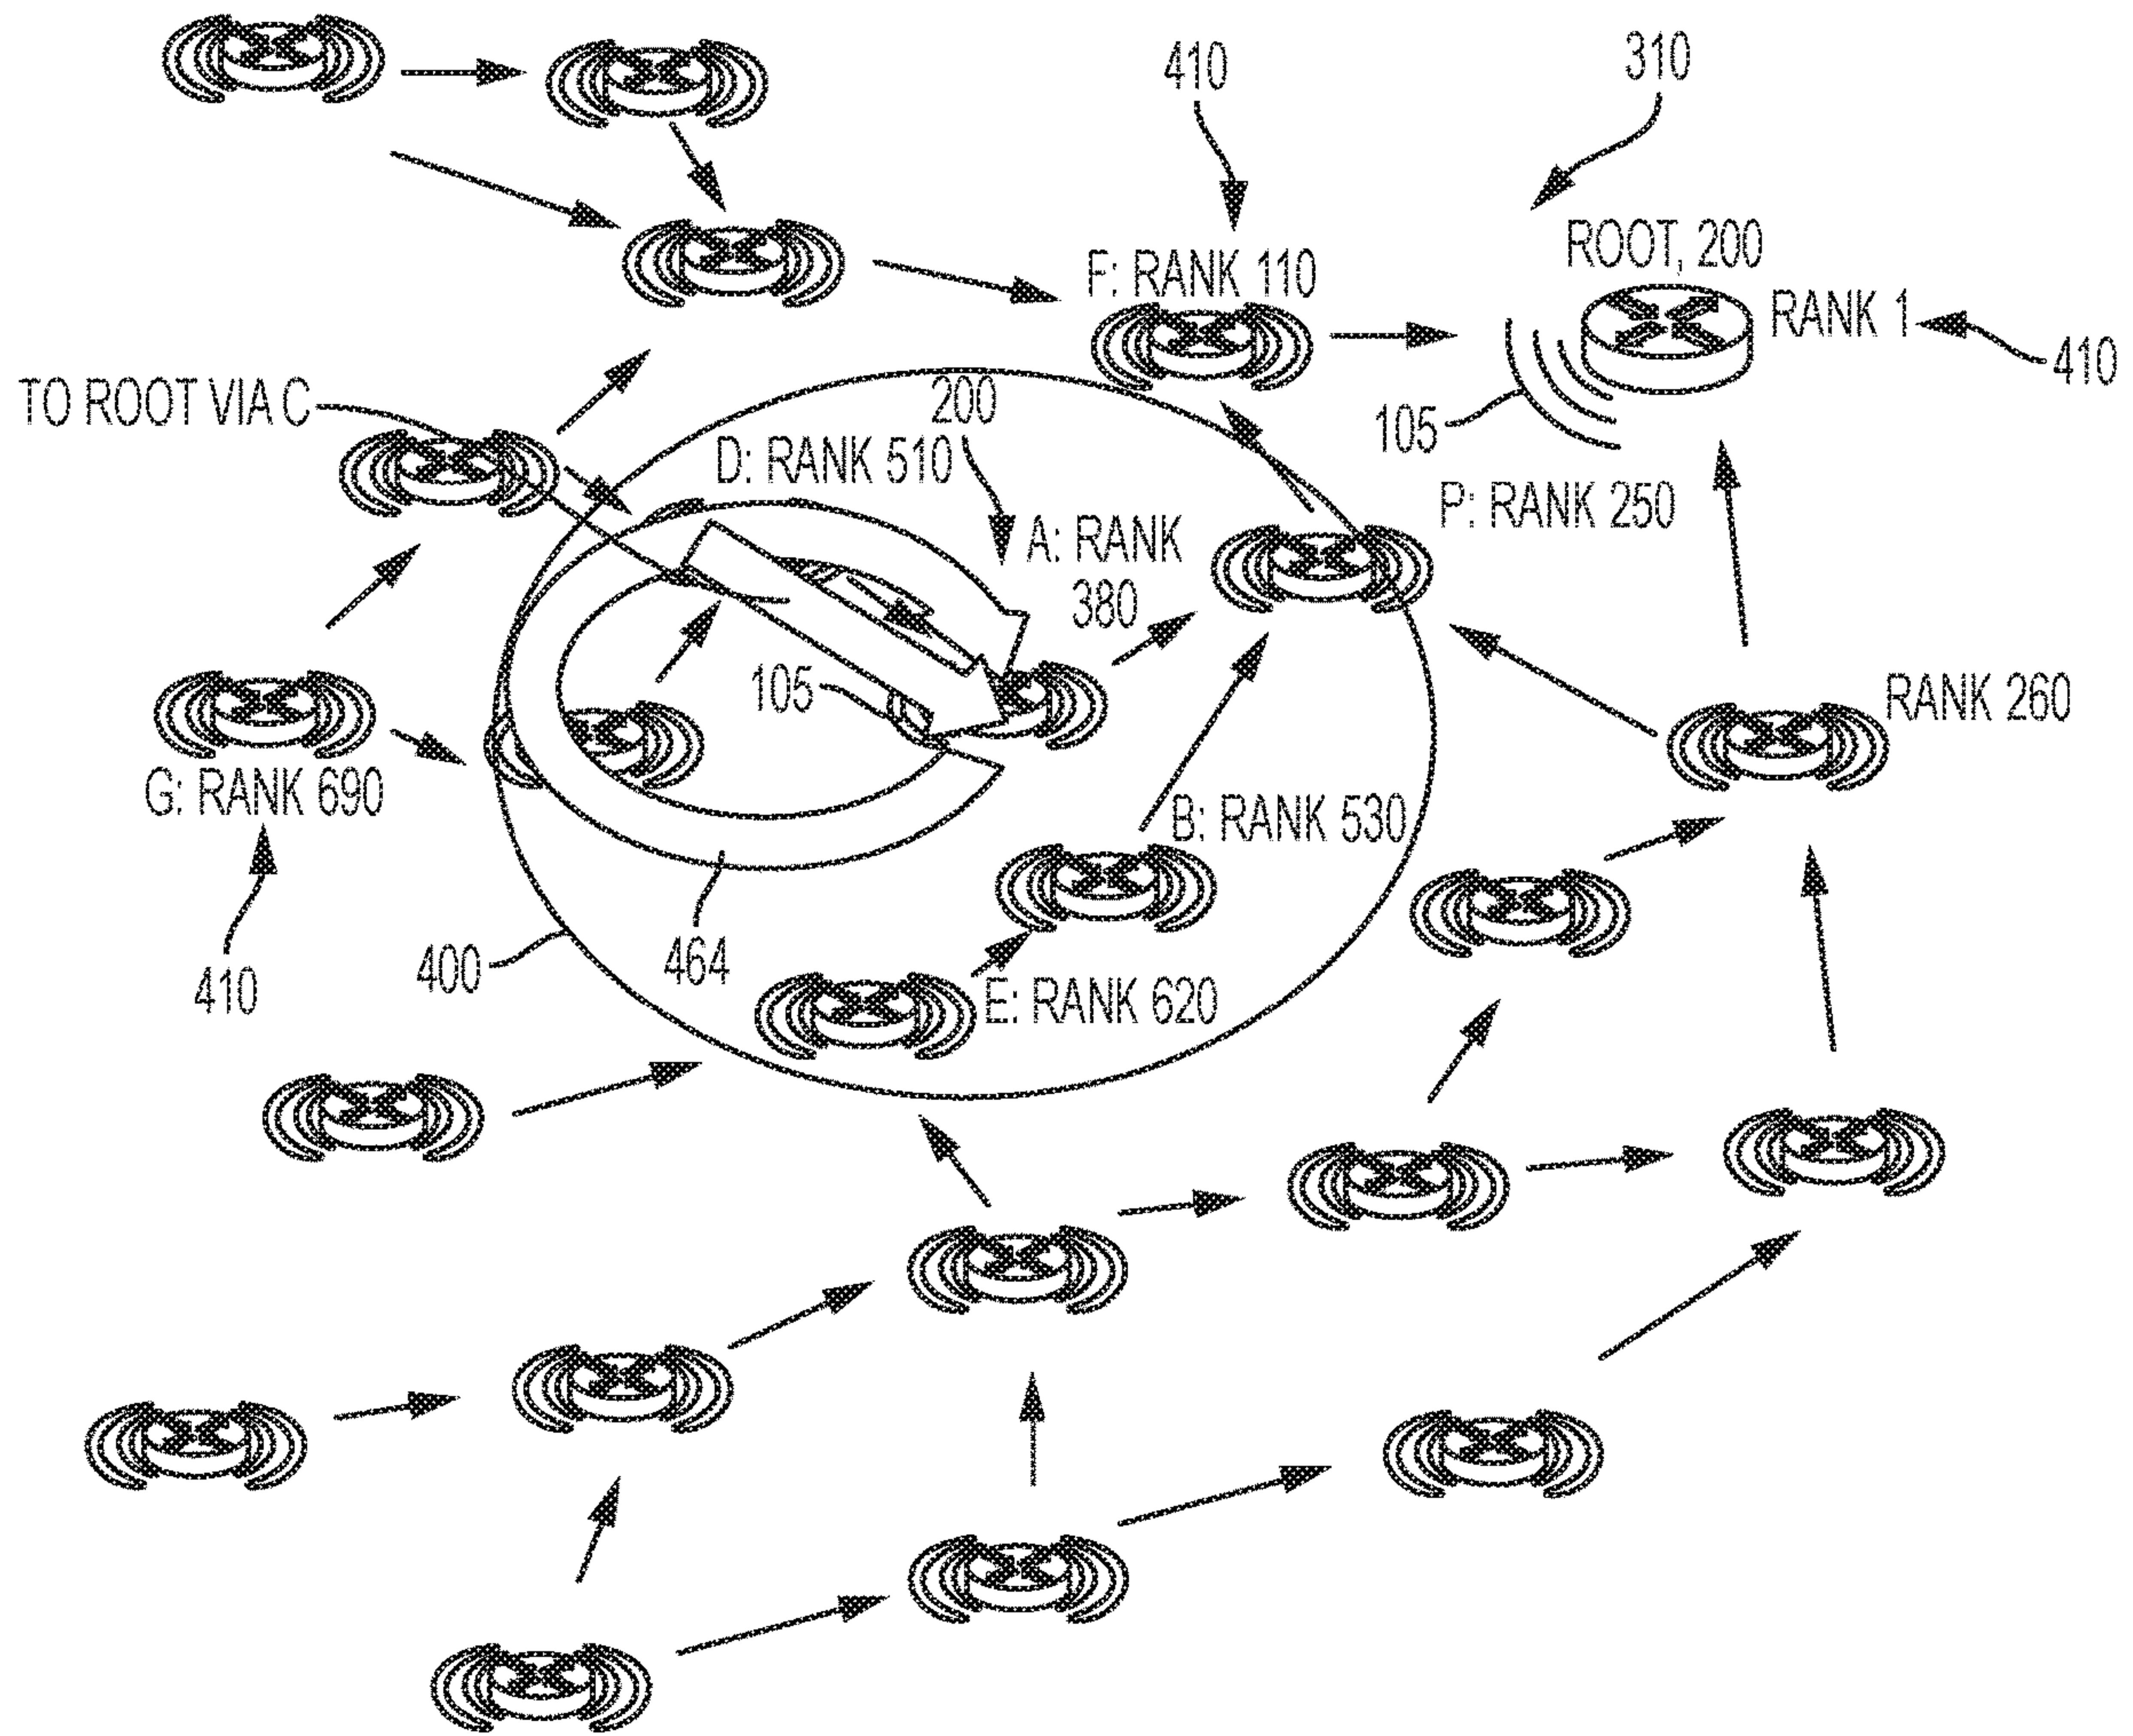 410
310
ROOT, 200
F: RANK 110
RANK 1
410
TO ROOT VIA C
200
105
D: RANK 510
P: RANK 250
A: RANK
380
105
RANK 260
G: RANK 690
B: RANK 530
464
400
410
E: RANK 620